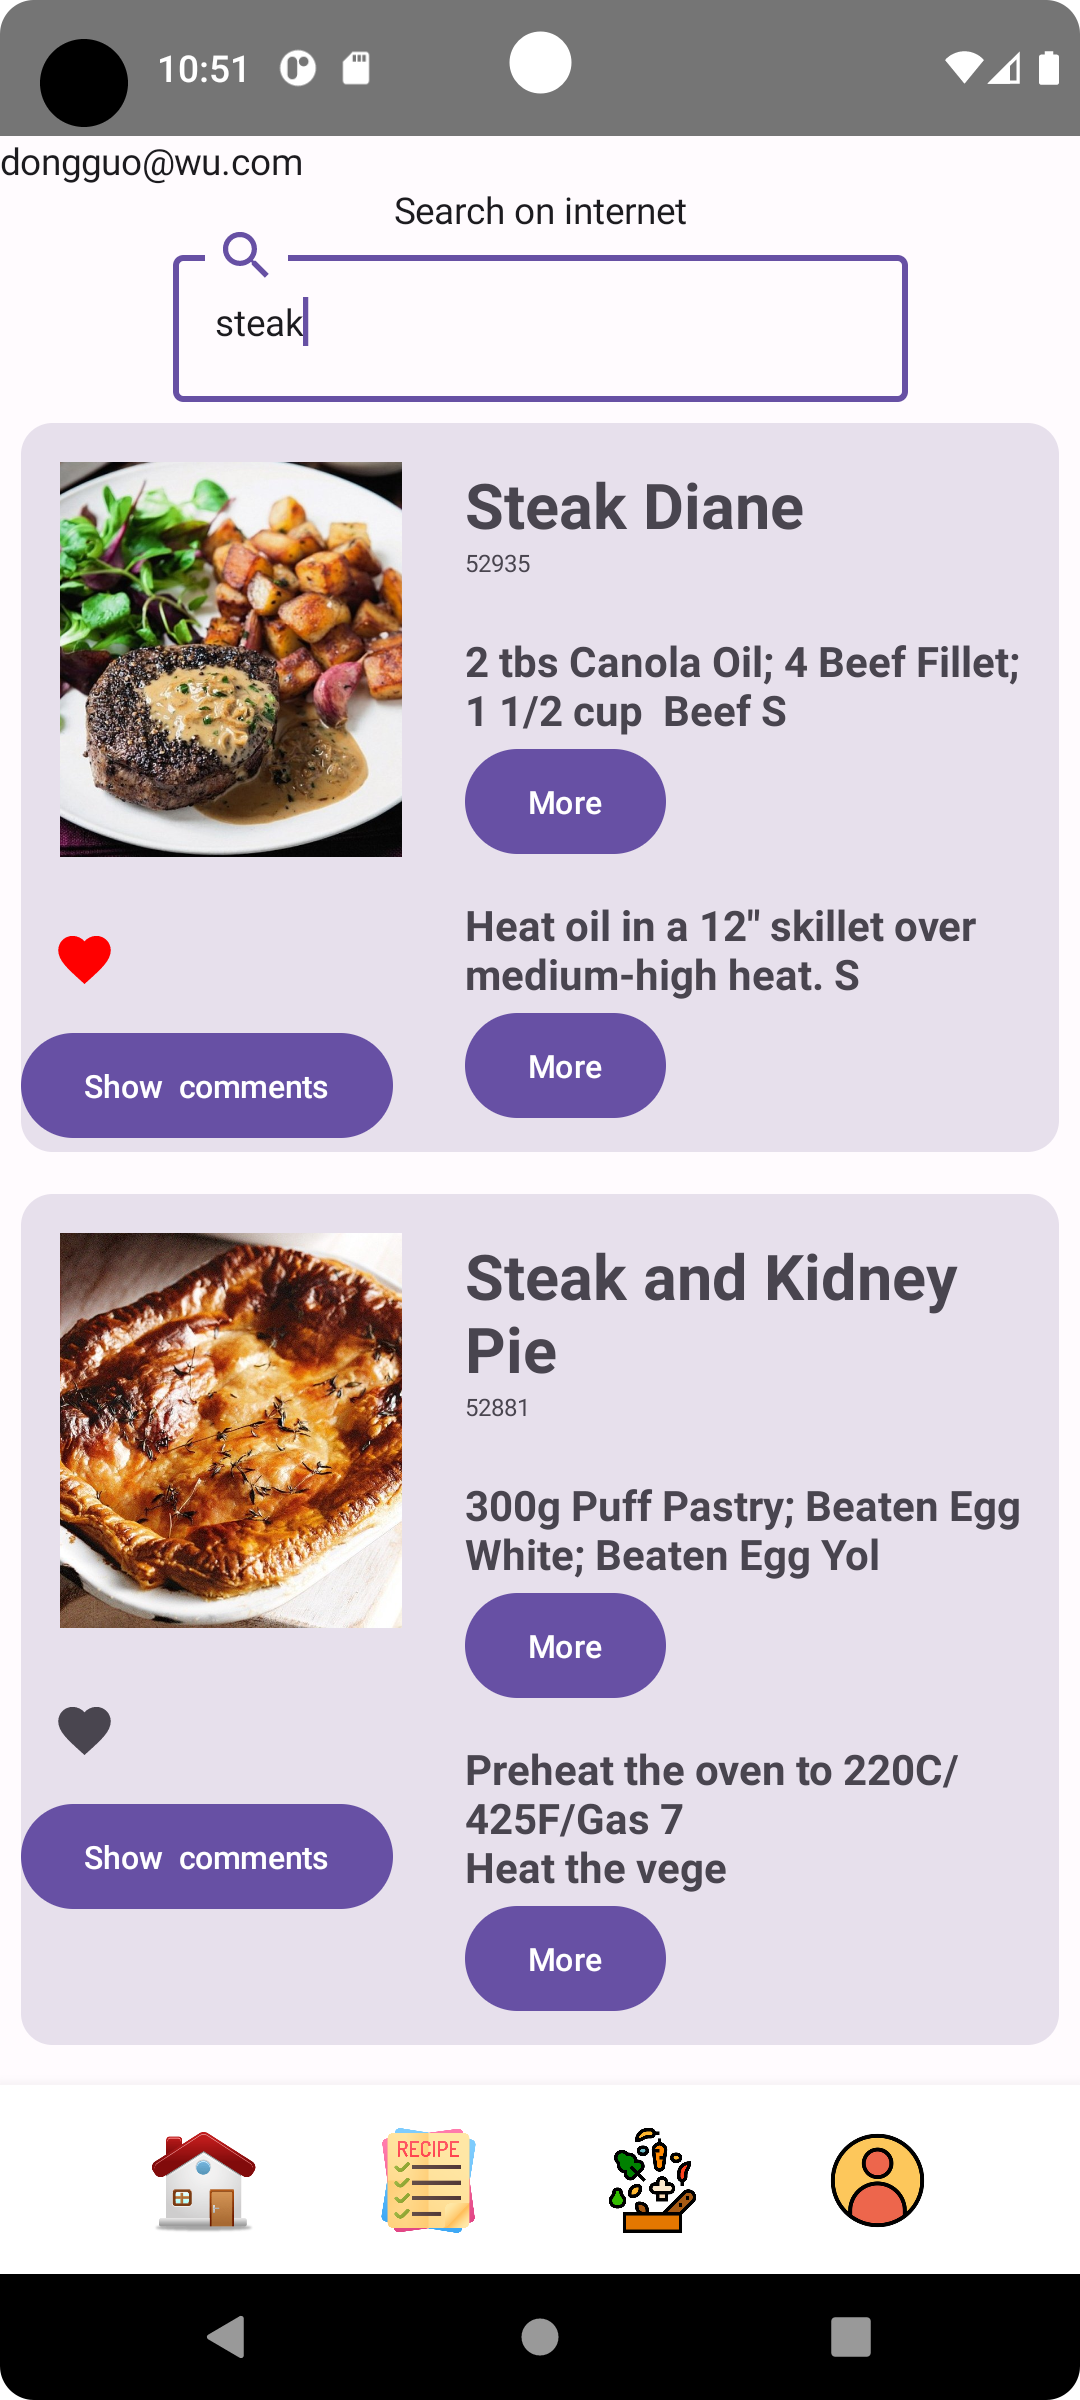 10:51
dongguo@wu.com
Search on internet
steak
Steak Diane
52935
2 tbs Canola Oil; 4 Beef Fillet;
1 1/2 cup  Beef S
More
Heat oil in a 12" skillet over
medium-high heat. S
More
Show  comments
Steak and Kidney
Pie
52881
300g Puff Pastry; Beaten Egg
White; Beaten Egg Yol
More
Preheat the oven to 220C/
425F/Gas 7
Heat the vege
More
Show  comments
RECIPE